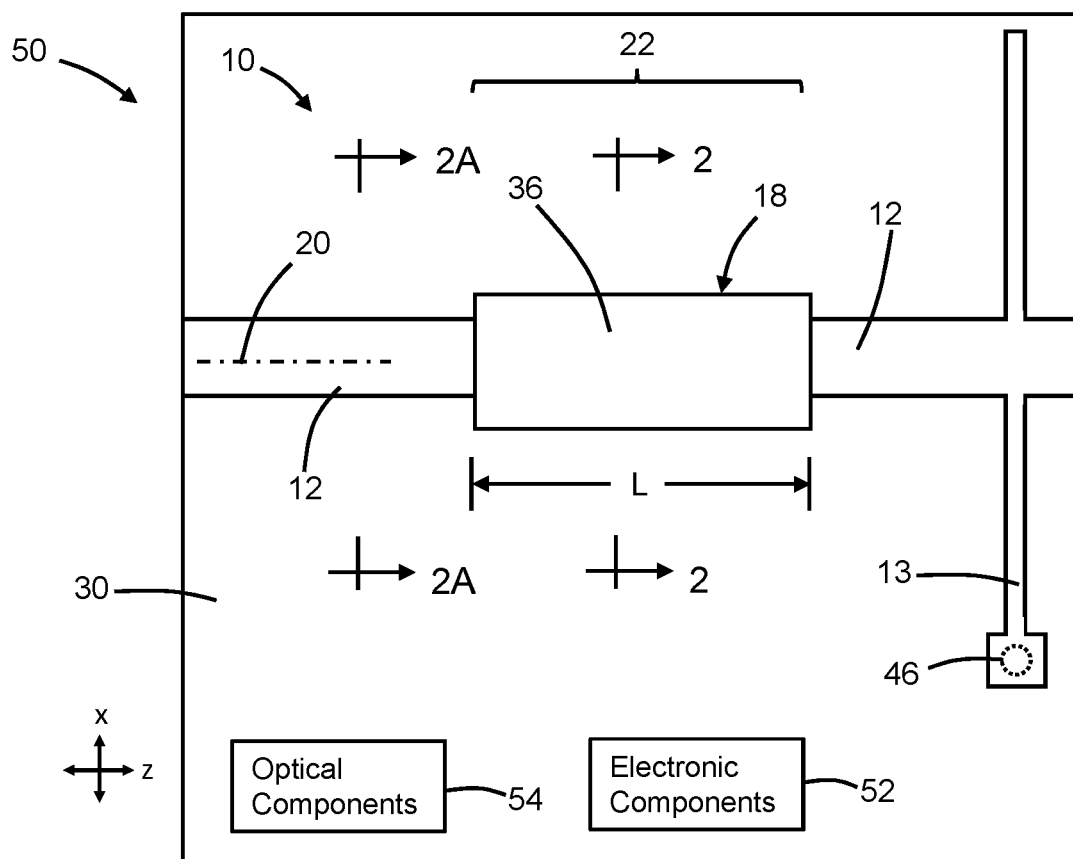 50
10
22
2A
2
36
18
12
20
12
L
2A
2
30
13
46
x
z
Optical
Components
54
Electronic
Components
52